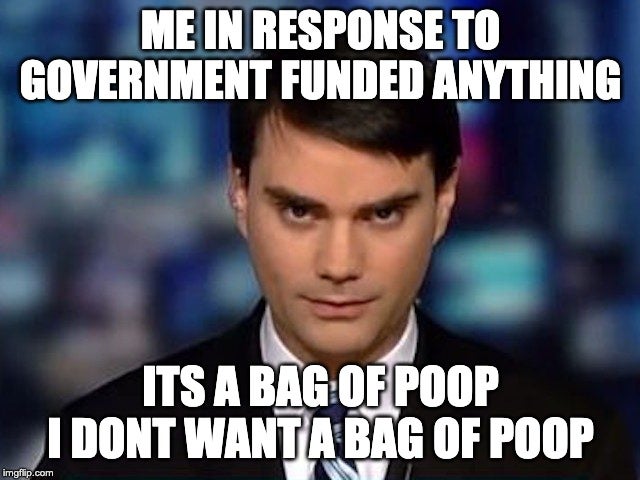 ME IN RESPONSE TO
GOVERNMENT FUNDED ANYTHING
ITS A BAG OF POOP
I DONT WANT A BAG OF POOP
imgflip.com